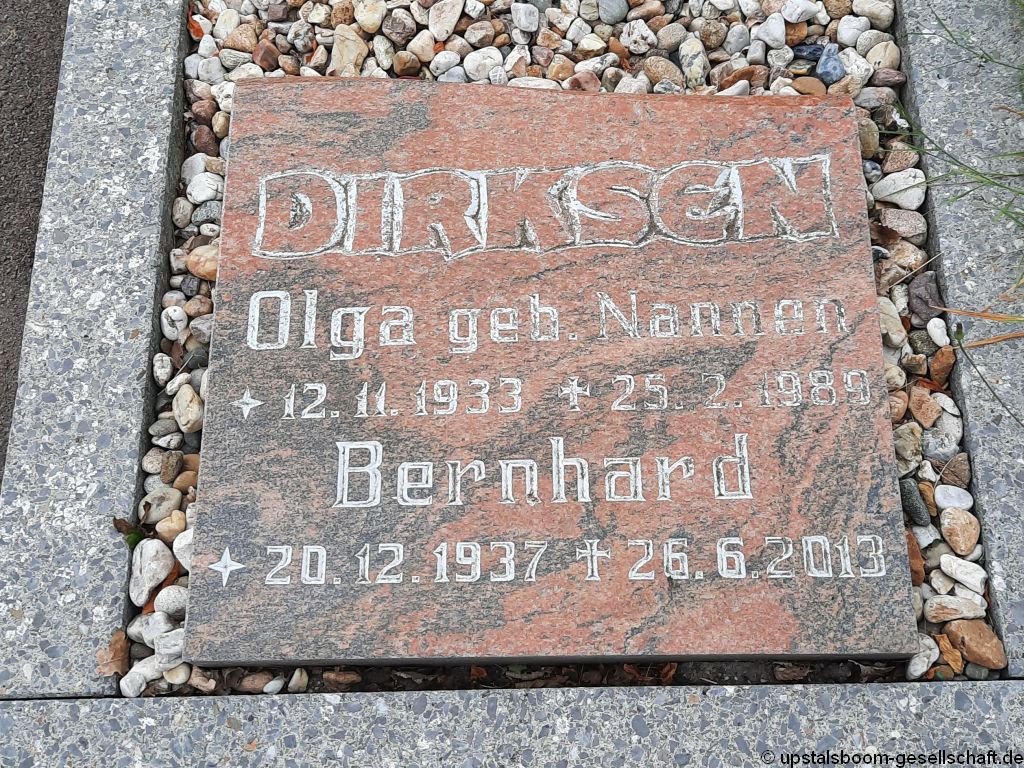 DIRKSEN
Olga geb. Nannen
✦ 12. 11. 1933 ✝ 25. 2. 1989
Bernhard
✦ 20. 12. 1937 ✝ 26. 6. 2013
© upstalsboom-gesellschaft.de